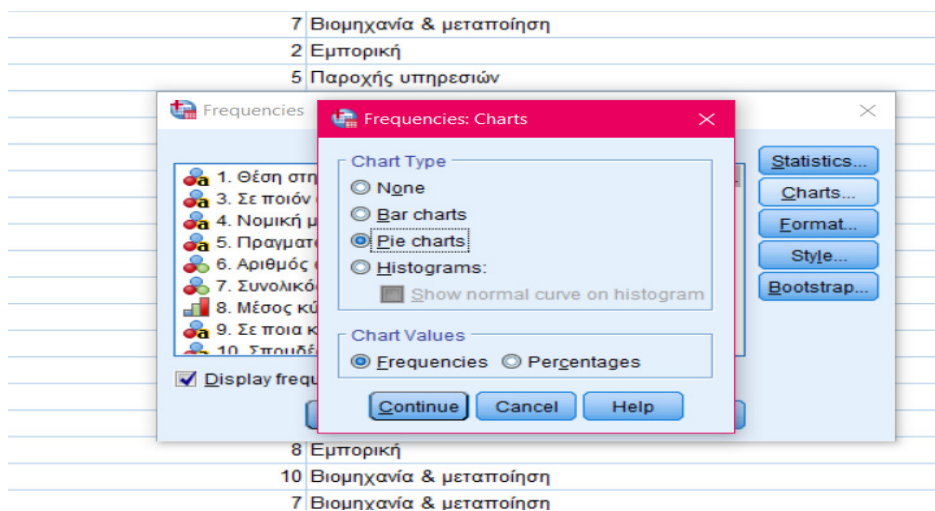 7 Βιομηχανία & μεταποίηση
2 Εμπορική
5 Παροχής υπηρεσιών
Frequencies
Frequencies: Charts
Chart Type
None
Bar charts
Pie charts
Histograms:
Show normal curve on histogram
Chart Values
Frequencies Percentages
Continue Cancel Help
1. Θέση στη
3. Σε ποιόν
4. Νομική μ
5. Πραγματ
6. Αριθμός
7. Συνολικό
8. Μέσος κύ
9. Σε ποια κ
10. Σπουδέ
Display frequ
Statistics...
Charts...
Format...
Style...
Bootstrap...
8 Εμπορική
10 Βιομηχανία & μεταποίηση
7 Βιομηχανία & μεταποίηση